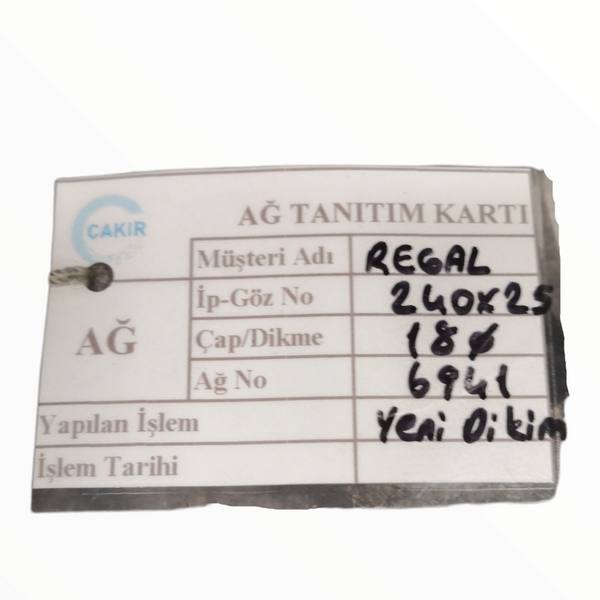 ÇAKIR
AĞ TANITIM KARTI
Müşteri Adı REGAL
İp-Göz No 240x25
AĞ
Çap/Dikme 18ø
Ağ No 6941
Yapılan İşlem Yeni Dikim
İşlem Tarihi